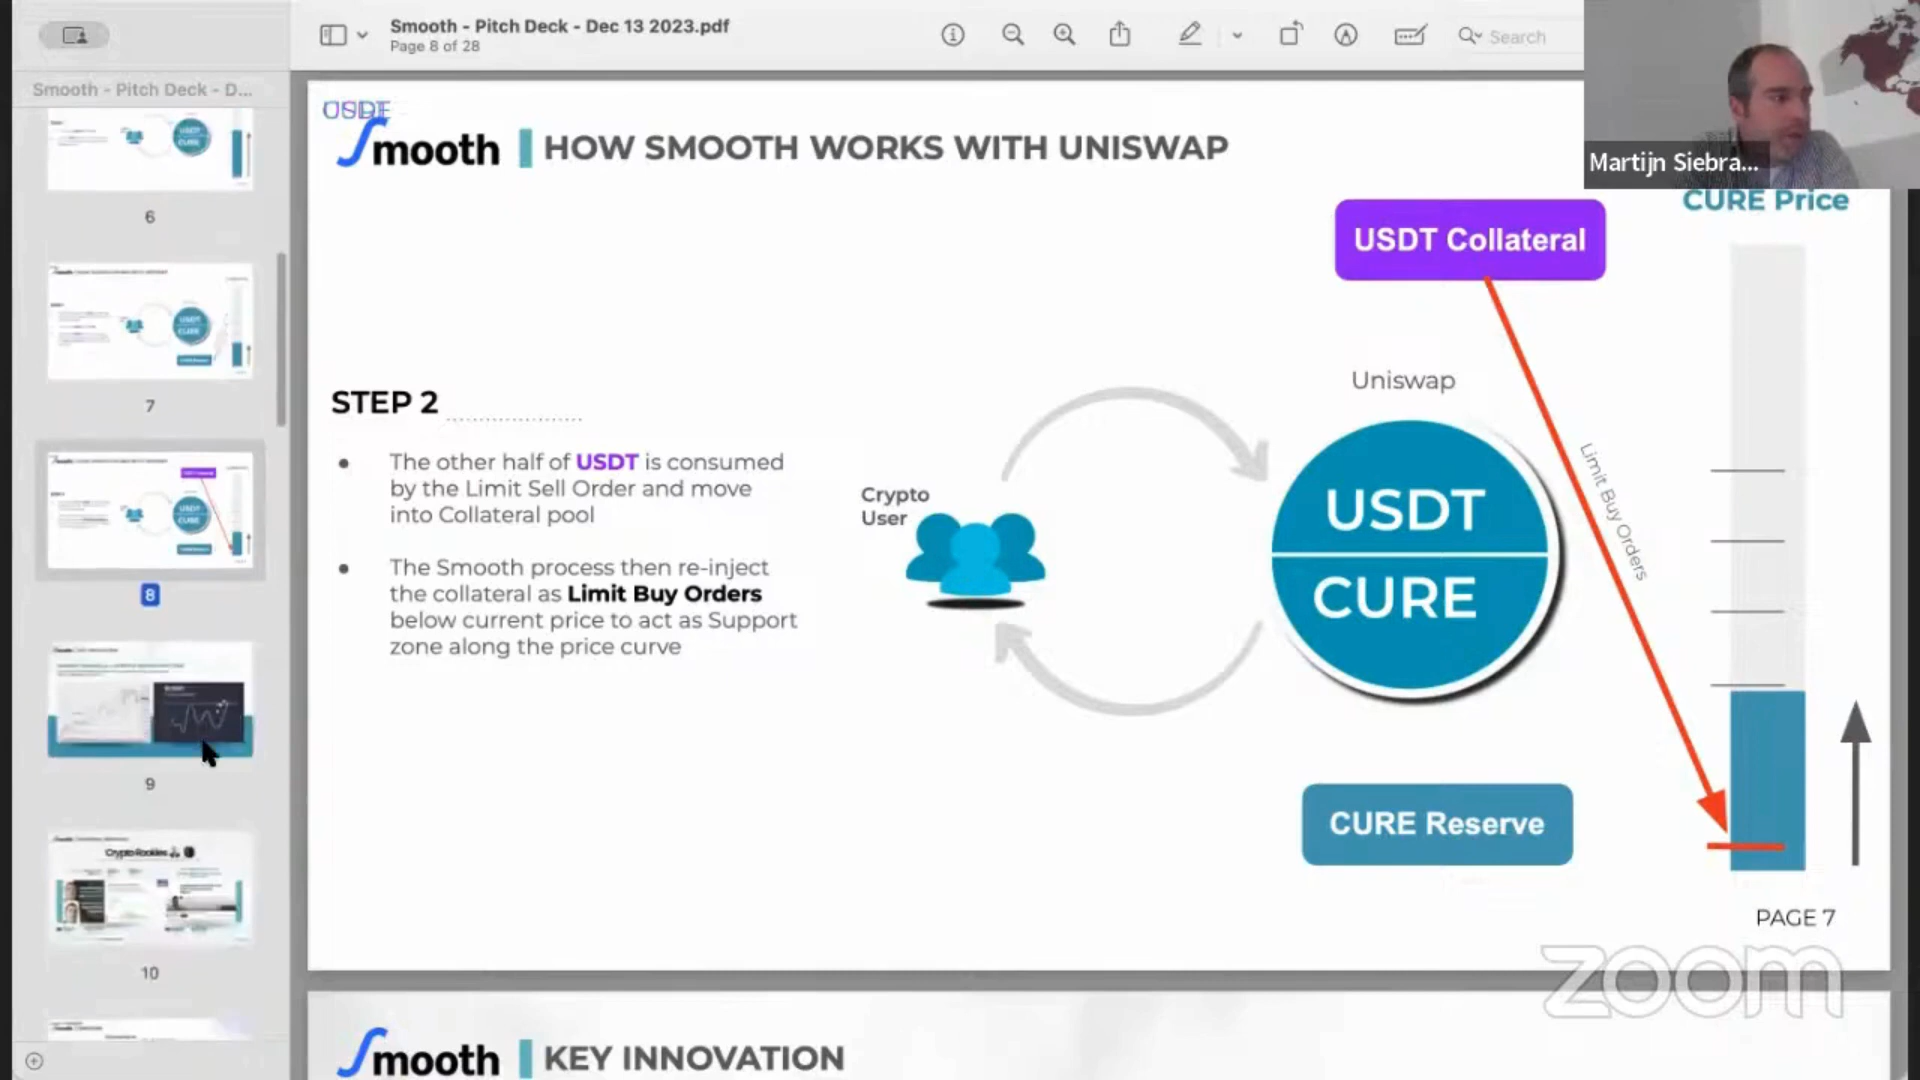 Smooth - Pitch Deck - Dec 13 2023.pdf
Page 8 of 28
Search
Smooth - Pitch Deck - D...
6
7
8
9
Crypto Rookies
10
Smooth
HOW SMOOTH WORKS WITH UNISWAP
Martijn Siebra...
CURE Price
USDT Collateral
Uniswap
Limit Buy Orders
STEP 2
The other half of USDT is consumed
by the Limit Sell Order and move
into Collateral pool
The Smooth process then re-inject
the collateral as Limit Buy Orders
below current price to act as Support
zone along the price curve
Crypto
User
USDT
CURE
CURE Reserve
PAGE 7
zoom
Smooth
KEY INNOVATION